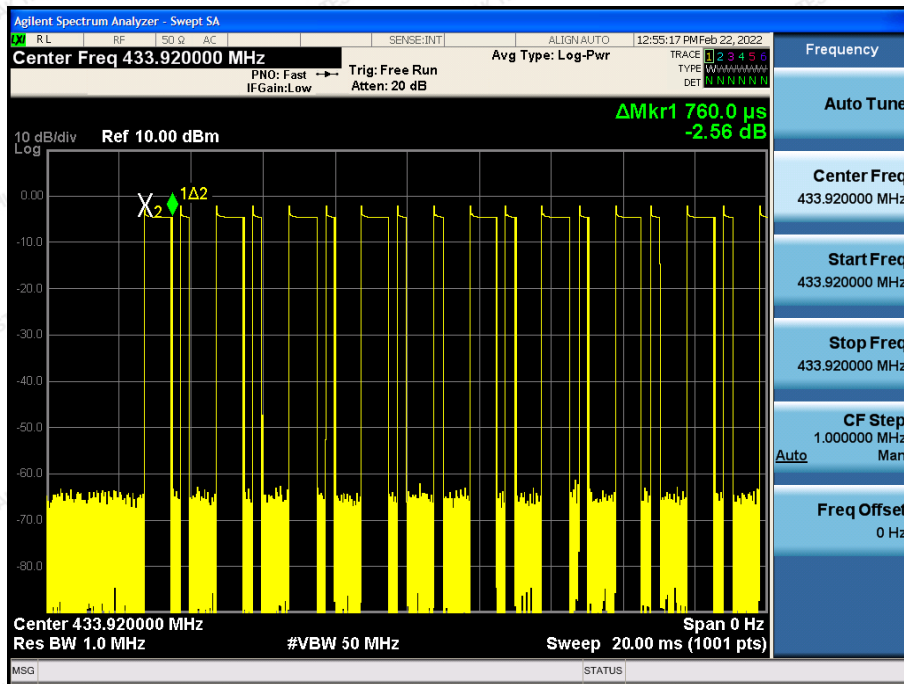 Agilent Spectrum Analyzer - Swept SA
LXI RL RF 50 Ω AC SENSE:INT ALIGN AUTO 12:55:17 PM Feb 22, 2022
Center Freq 433.920000 MHz
Avg Type: Log-Pwr
TRACE 1 2 3 4 5 6
TYPE WWWWWW
DET N N N N N N
PNO: Fast
IFGain:Low
Trig: Free Run
Atten: 20 dB
ΔMkr1 760.0 µs
-2.56 dB
10 dB/div Ref 10.00 dBm
Log
0.00
-10.0
-20.0
-30.0
-40.0
-50.0
-60.0
-70.0
-80.0
X2
1Δ2
Center 433.920000 MHz Span 0 Hz
Res BW 1.0 MHz #VBW 50 MHz Sweep 20.00 ms (1001 pts)
MSG STATUS
Frequency
Auto Tune
Center Freq
433.920000 MHz
Start Freq
433.920000 MHz
Stop Freq
433.920000 MHz
CF Step
1.000000 MHz
Auto Man
Freq Offset
0 Hz